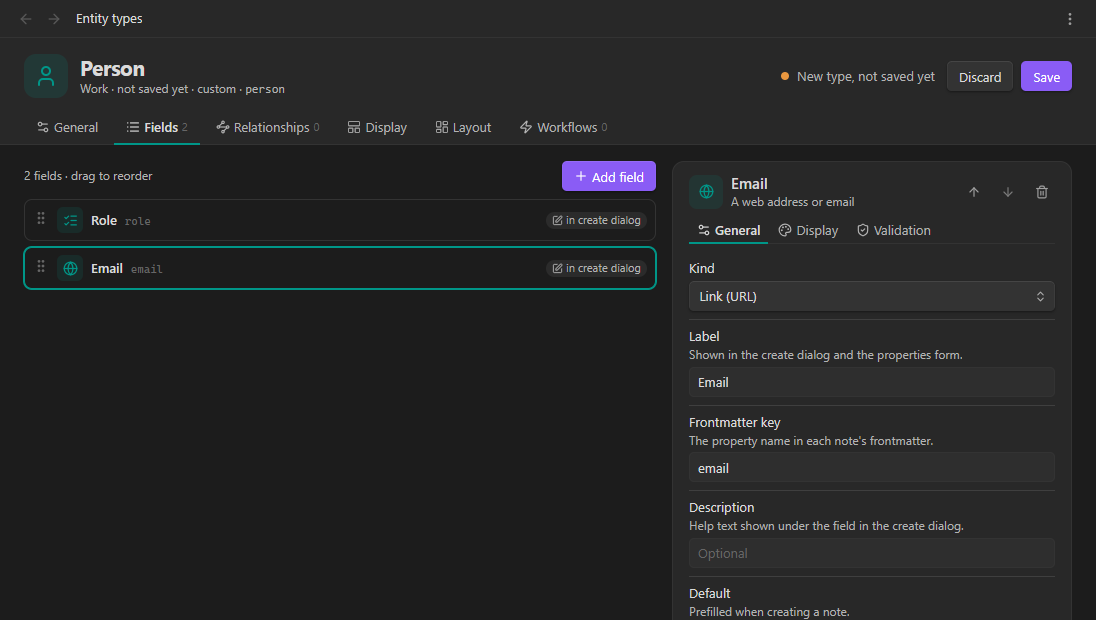 Entity types
Person
Work · not saved yet · custom · person
New type, not saved yet
Discard
Save
General
Fields 2
Relationships 0
Display
Layout
Workflows 0
2 fields · drag to reorder
Add field
Role role
in create dialog
Email email
in create dialog
Email
A web address or email
General
Display
Validation
Kind
Link (URL)
Label
Shown in the create dialog and the properties form.
Email
Frontmatter key
The property name in each note's frontmatter.
email
Description
Help text shown under the field in the create dialog.
Optional
Default
Prefilled when creating a note.